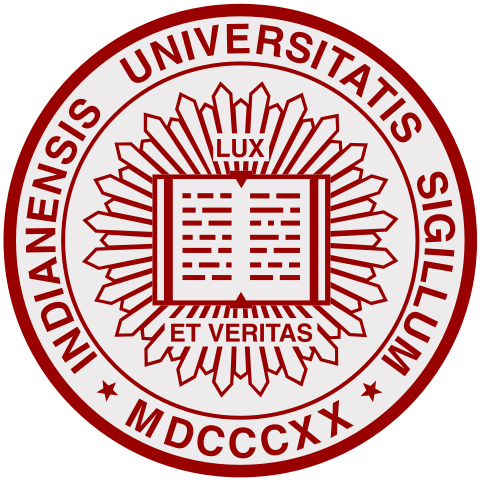 INDIANENSIS UNIVERSITATIS SIGILLUM
LUX
ET VERITAS
MDCCCXX